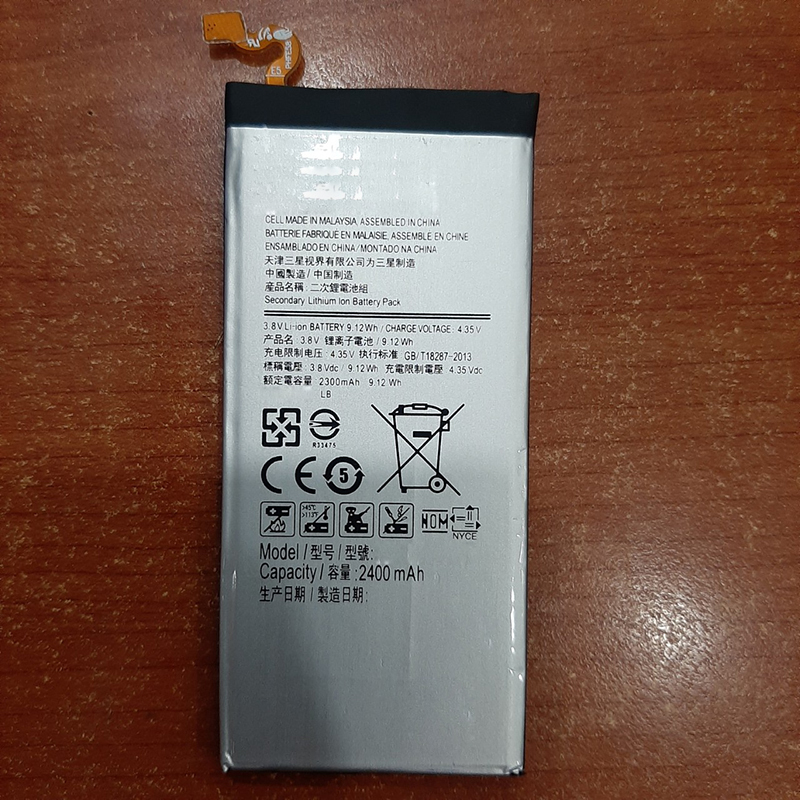 CELL MADE IN MALAYSIA, ASSEMBLED IN CHINA
BATTERIE FABRIQUE EN MALAISIE, ASSEMBLE EN CHINE
ENSAMBLADO EN CHINA/MONTADO NA CHINA
天津三星视界有限公司为三星制造
中國製造/中国制造
產品名稱: 二次鋰電池組
Secondary Lithium Ion Battery Pack
3.8V Li-ion BATTERY 9.12Wh / CHARGE VOLTAGE: 4.35V
产品名: 3.8V 锂离子電池/9.12Wh
充电限制电压: 4.35V 执行标准 GB/T18287-2013
標稱電壓: 3.8Vdc / 9.12Wh 充電限制電壓 4.35Vdc
額定電容量 2300mAh 9.12 Wh
LB
R33475
CE 5
>45℃
>113℉
NOM
NYCE
Model/型号/型號:
Capacity/容量:2400 mAh
生产日期/製造日期: